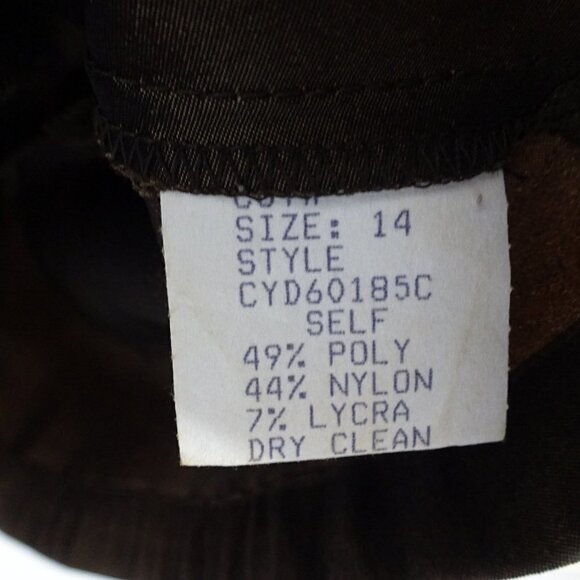 SIZE: 14
STYLE
CYD60185C
SELF
49% POLY
44% NYLON
7% LYCRA
DRY CLEAN